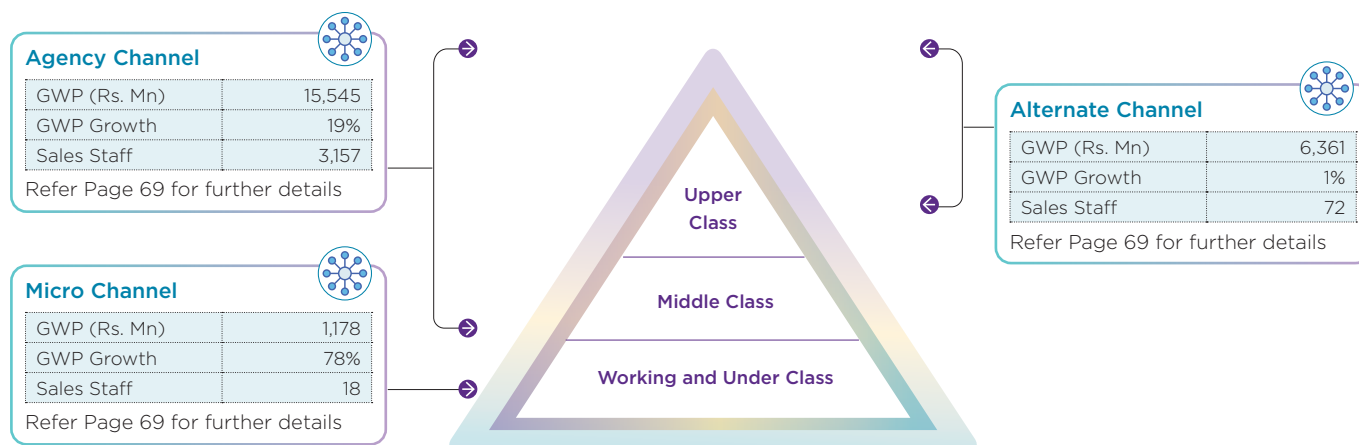 Agency Channel
GWP (Rs. Mn) 15,545
GWP Growth 19%
Sales Staff 3,157
Refer Page 69 for further details
Micro Channel
GWP (Rs. Mn) 1,178
GWP Growth 78%
Sales Staff 18
Refer Page 69 for further details
Upper
Class
Middle Class
Working and Under Class
Alternate Channel
GWP (Rs. Mn) 6,361
GWP Growth 1%
Sales Staff 72
Refer Page 69 for further details